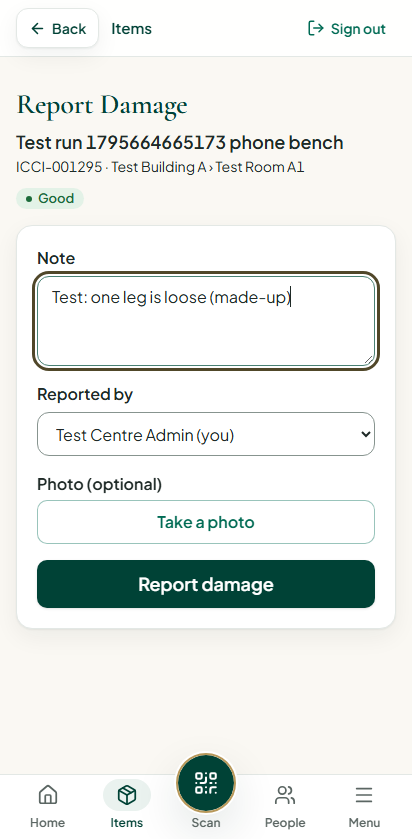 Back
Items
Sign out
Report Damage
Test run 1795664665173 phone bench
ICCI-001295 · Test Building A › Test Room A1
Good
Note
Test: one leg is loose (made-up)
Reported by
Test Centre Admin (you)
Photo (optional)
Take a photo
Report damage
Home
Items
Scan
People
Menu